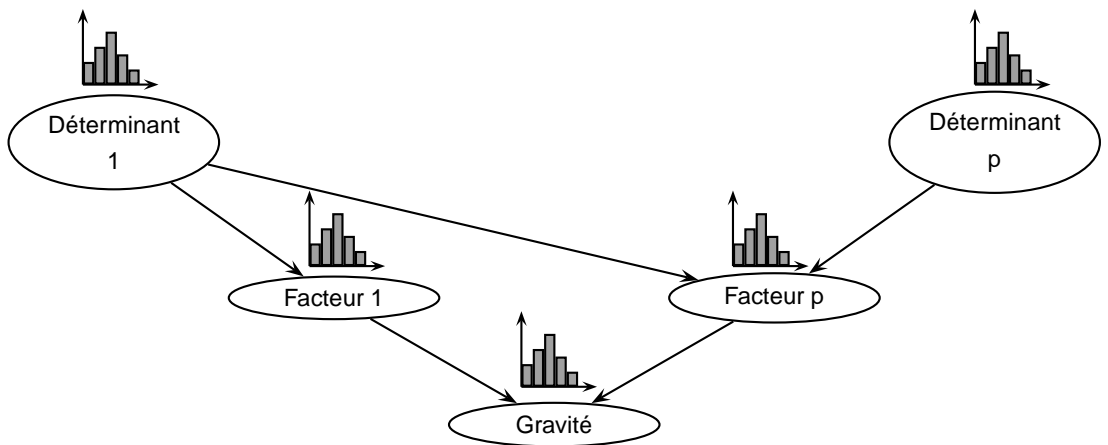 Déterminant
1
Déterminant
p
Facteur 1
Facteur p
Gravité